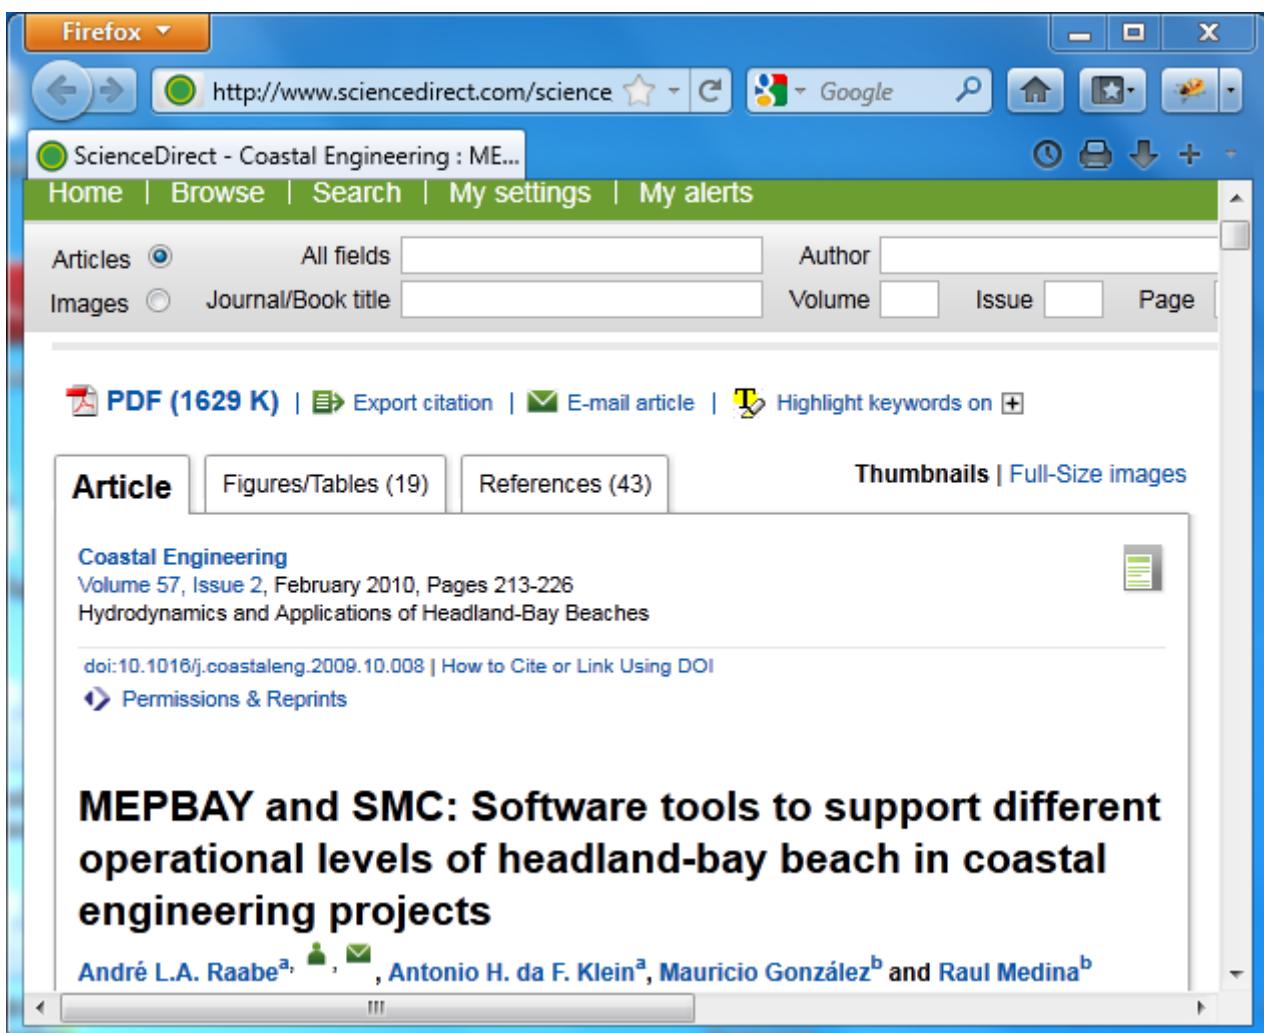 Firefox
http://www.sciencedirect.com/science
Google
ScienceDirect - Coastal Engineering : ME...
Home | Browse | Search | My settings | My alerts
Articles All fields Author
Images Journal/Book title Volume Issue Page
PDF (1629 K) | Export citation | E-mail article | Highlight keywords on
Article Figures/Tables (19) References (43) Thumbnails | Full-Size images
Coastal Engineering
Volume 57, Issue 2, February 2010, Pages 213-226
Hydrodynamics and Applications of Headland-Bay Beaches
doi:10.1016/j.coastaleng.2009.10.008 | How to Cite or Link Using DOI
Permissions & Reprints
MEPBAY and SMC: Software tools to support different
operational levels of headland-bay beach in coastal
engineering projects
André L.A. Raabe^a, , , Antonio H. da F. Klein^a, Mauricio González^b and Raul Medina^b